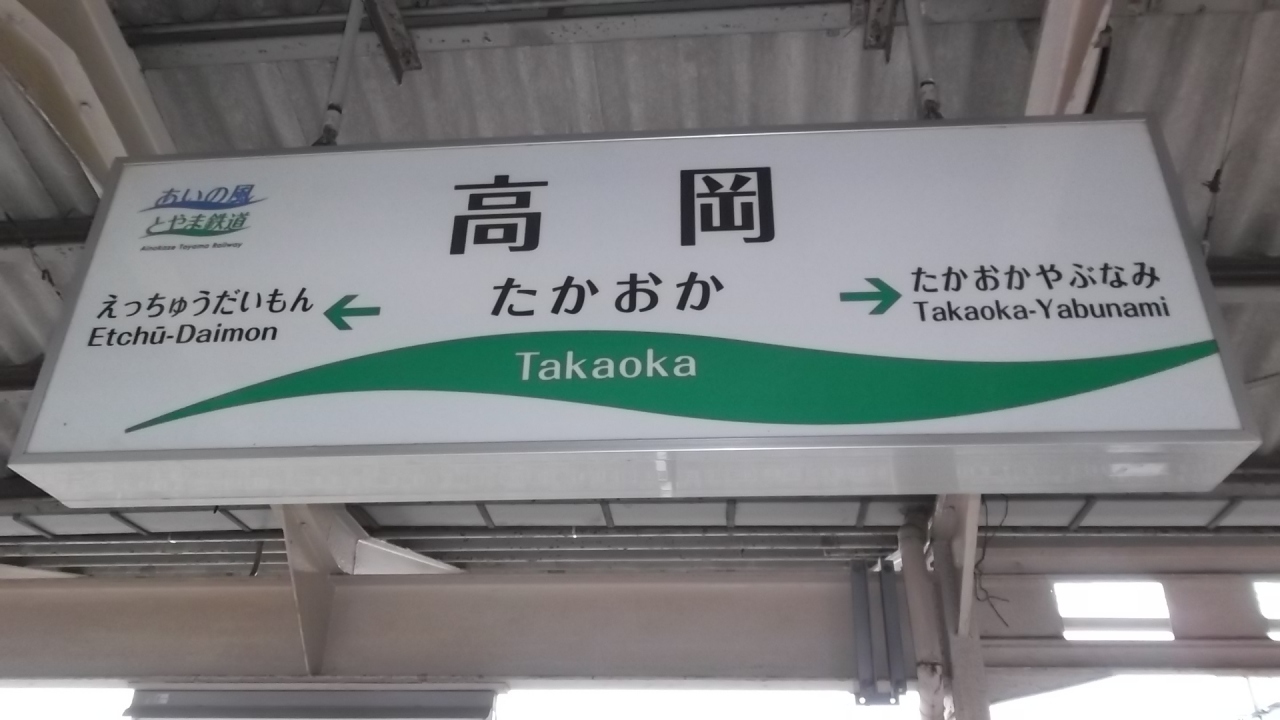 あいの風
とやま鉄道
Ainokaze Toyama Railway
高岡
たかおか
えっちゅうだいもん ←
Etchū-Daimon
→ たかおかやぶなみ
Takaoka-Yabunami
Takaoka